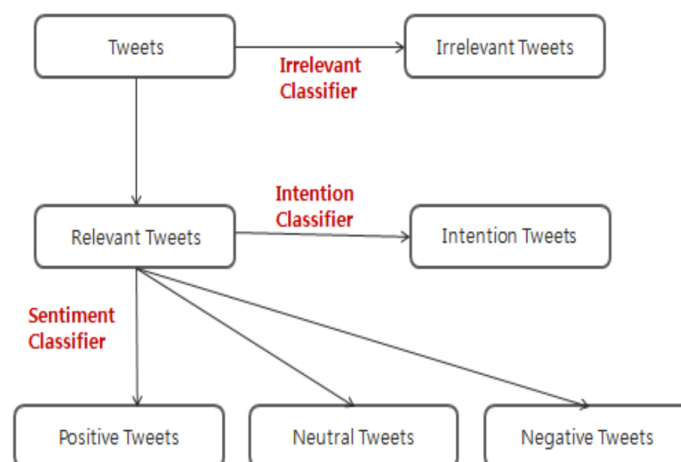 Tweets
Irrelevant Tweets
Irrelevant
Classifier
Intention
Classifier
Relevant Tweets
Intention Tweets
Sentiment
Classifier
Positive Tweets
Neutral Tweets
Negative Tweets